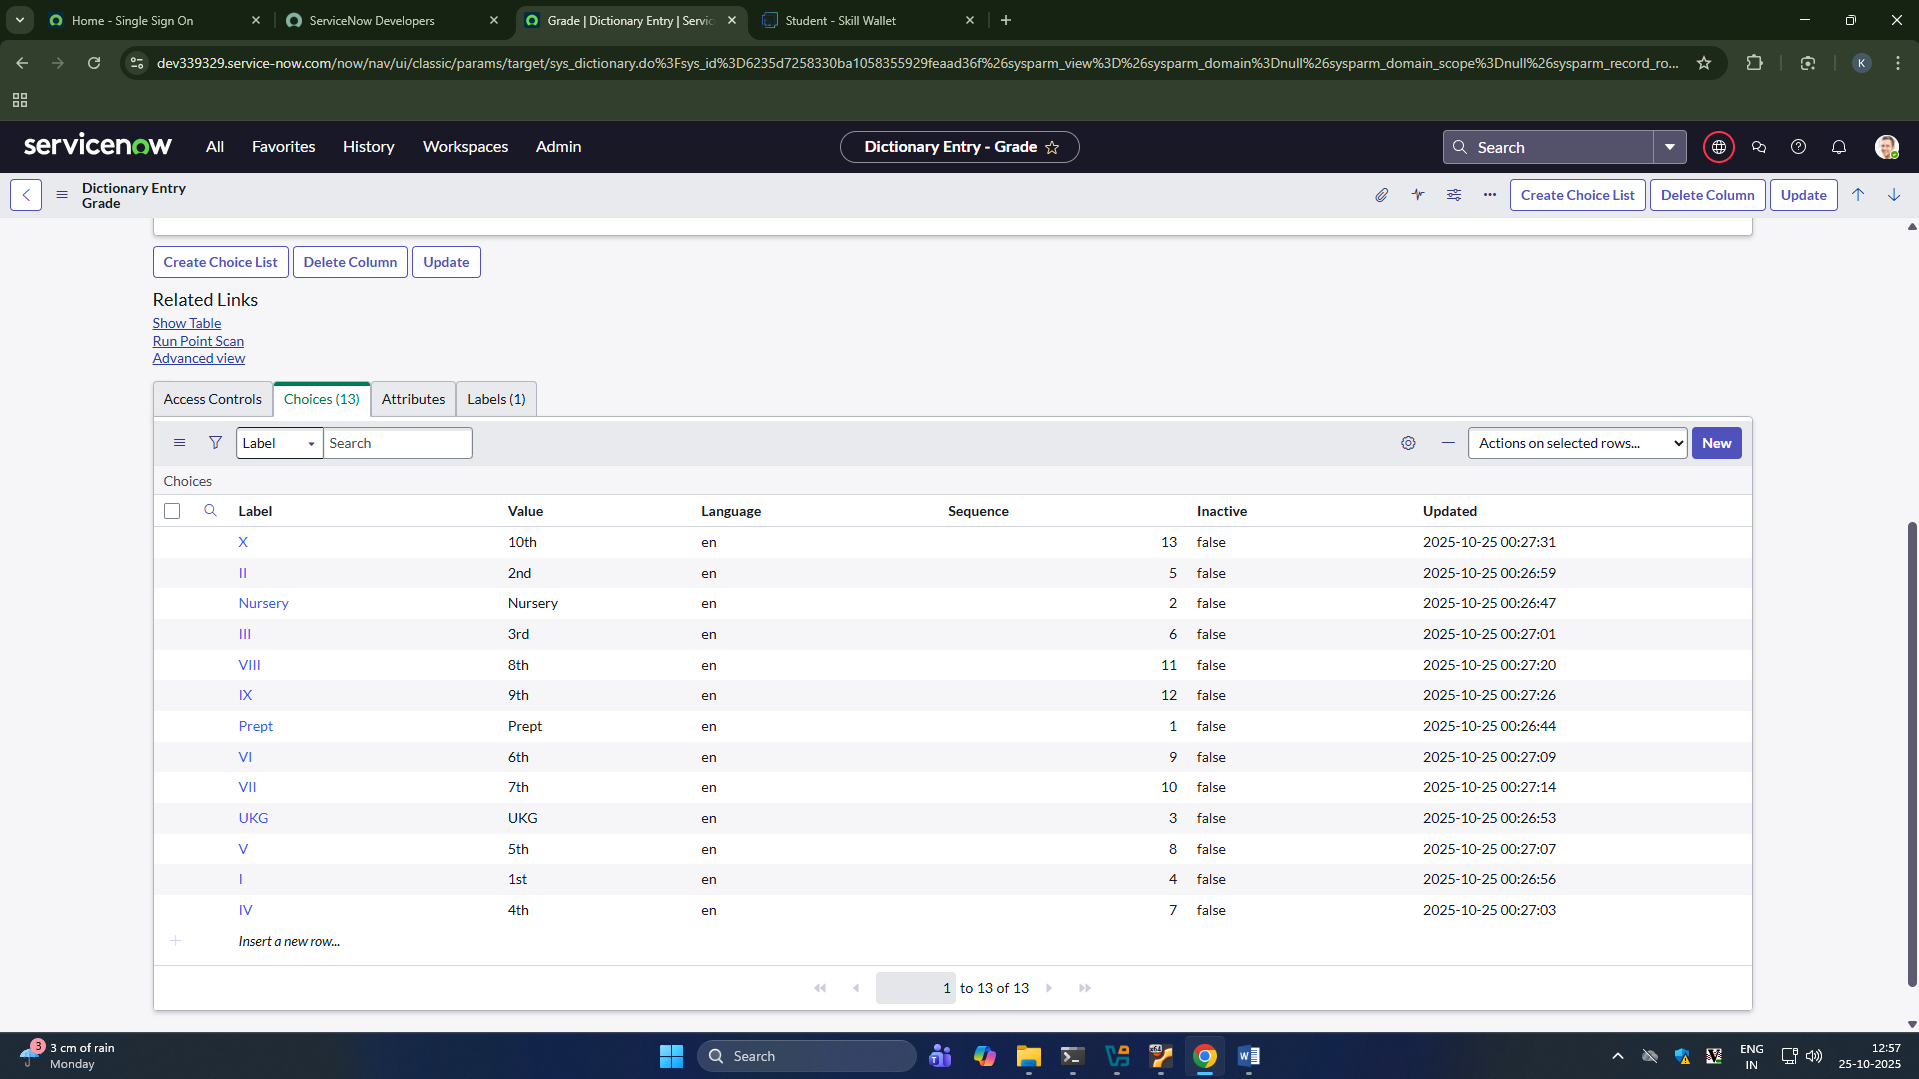 Home - Single Sign On
ServiceNow Developers
Grade | Dictionary Entry | Servic
Student - Skill Wallet
dev339329.service-now.com/now/nav/ui/classic/params/target/sys_dictionary.do%3Fsys_id%3D6235d7258330ba1058355929feaad36f%26sysparm_view%3D%26sysparm_domain%3Dnull%26sysparm_domain_scope%3Dnull%26sysparm_record_ro...
K
servicenow All Favorites History Workspaces Admin
Dictionary Entry - Grade
Search
Dictionary Entry
Grade
Create Choice List Delete Column Update
Create Choice List Delete Column Update
Related Links
Show Table
Run Point Scan
Advanced view
Access Controls Choices (13) Attributes Labels (1)
Label Search Actions on selected rows... New
Choices
Label Value Language Sequence Inactive Updated
X 10th en 13 false 2025-10-25 00:27:31
II 2nd en 5 false 2025-10-25 00:26:59
Nursery Nursery en 2 false 2025-10-25 00:26:47
III 3rd en 6 false 2025-10-25 00:27:01
VIII 8th en 11 false 2025-10-25 00:27:20
IX 9th en 12 false 2025-10-25 00:27:26
Prept Prept en 1 false 2025-10-25 00:26:44
VI 6th en 9 false 2025-10-25 00:27:09
VII 7th en 10 false 2025-10-25 00:27:14
UKG UKG en 3 false 2025-10-25 00:26:53
V 5th en 8 false 2025-10-25 00:27:07
I 1st en 4 false 2025-10-25 00:26:56
IV 4th en 7 false 2025-10-25 00:27:03
Insert a new row...
1 to 13 of 13
3
3 cm of rain
Monday
Search
ENG
IN
12:57
25-10-2025